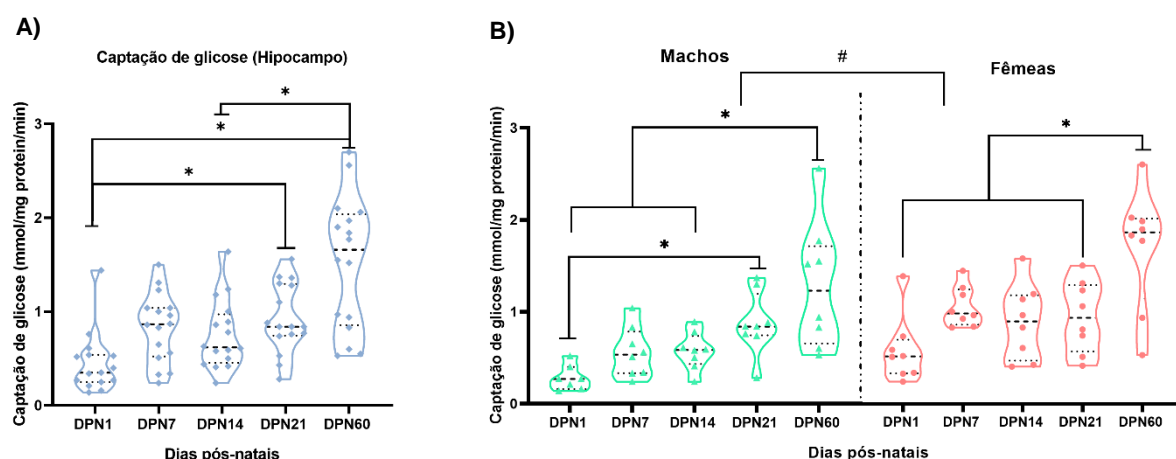 A)
Captação de glicose (Hipocampo)
Captação de glicose (mmol/mg protein/min)
3
2
1
0
*
*
*
DPN1 DPN7 DPN14 DPN21 DPN60
Dias pós-natais
B)
Machos
#
Fêmeas
Captação de glicose (mmol/mg protein/min)
3
2
1
0
*
*
*
DPN1 DPN7 DPN14 DPN21 DPN60 DPN1 DPN7 DPN14 DPN21 DPN60
Dias pós-natais